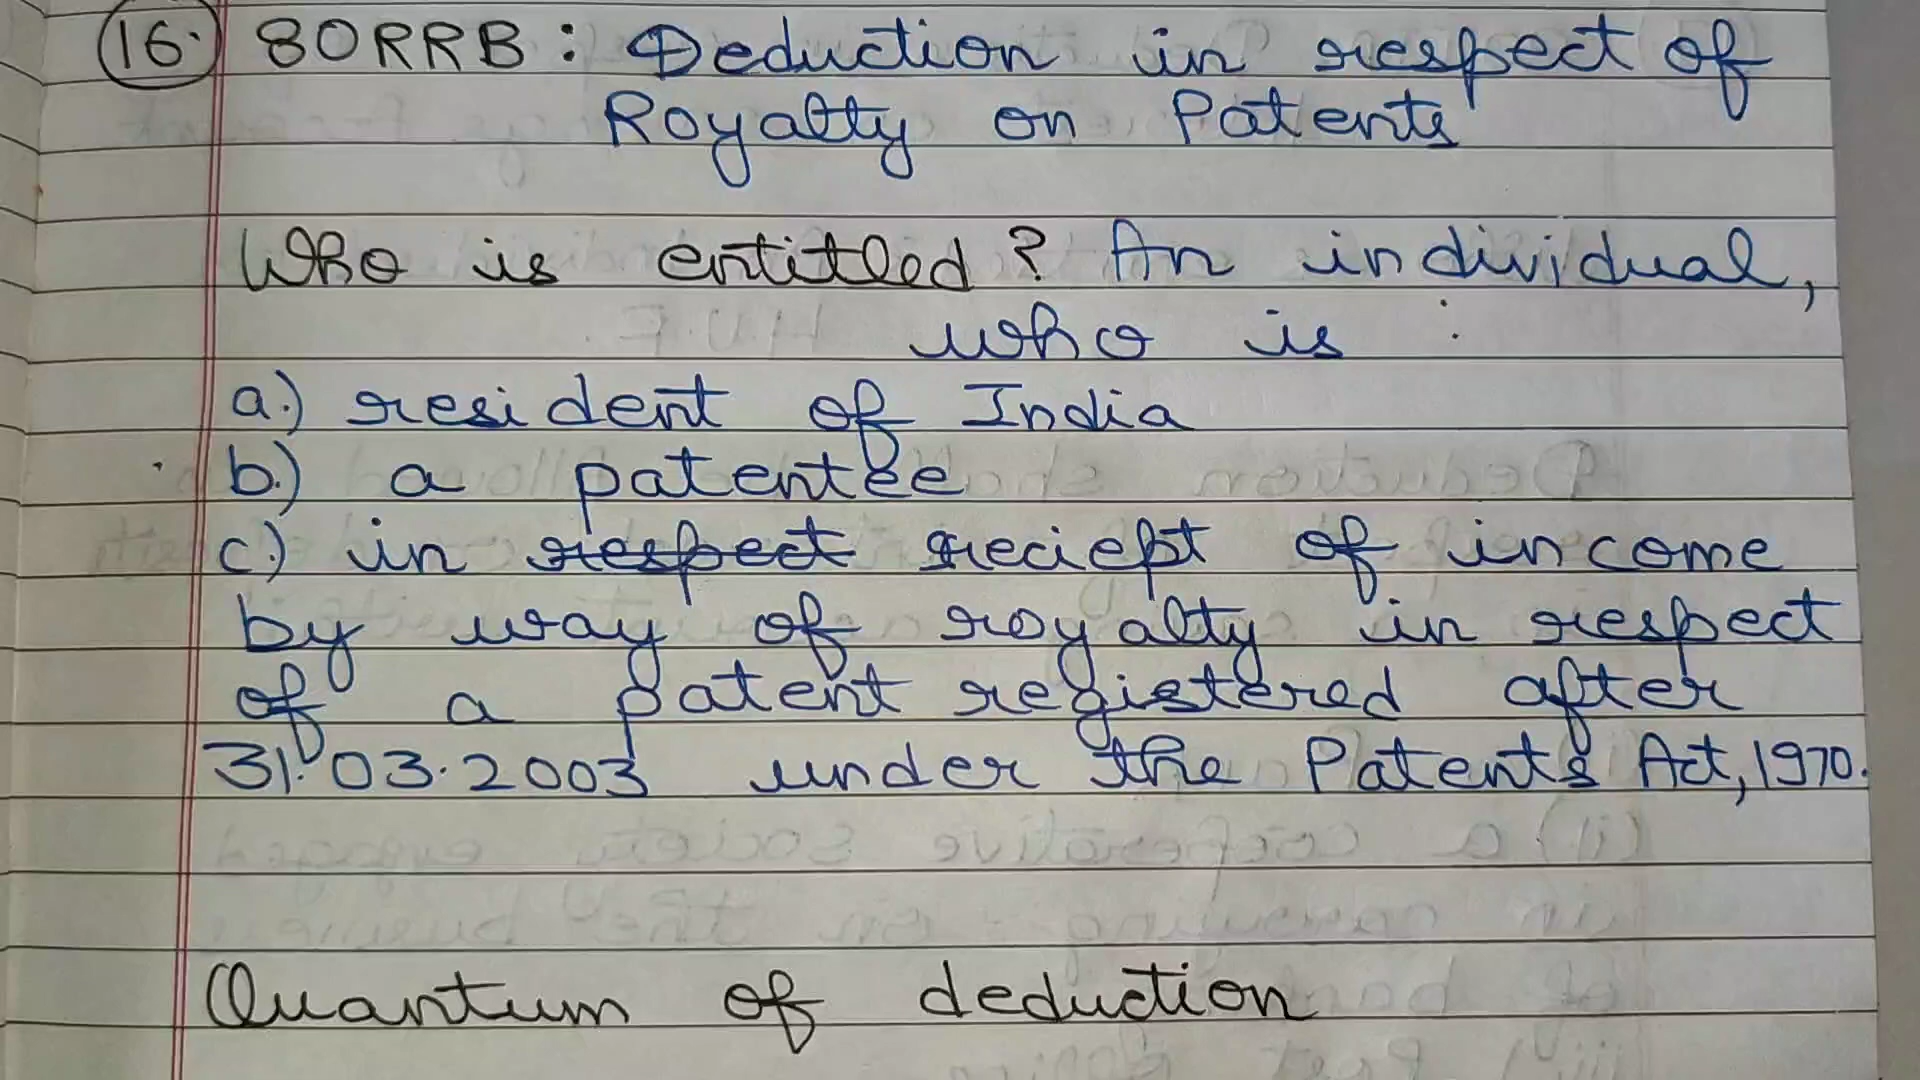 16. 80RRB : Deduction in respect of
Royalty on Patents
Who is entitled? An individual,
who is :
a.) resident of India
b.) a patentee
c.) in respect reciept of income
by way of royalty in respect
of a patent registered after
31.03.2003 under the Patents Act, 1970.
Quantum of deduction